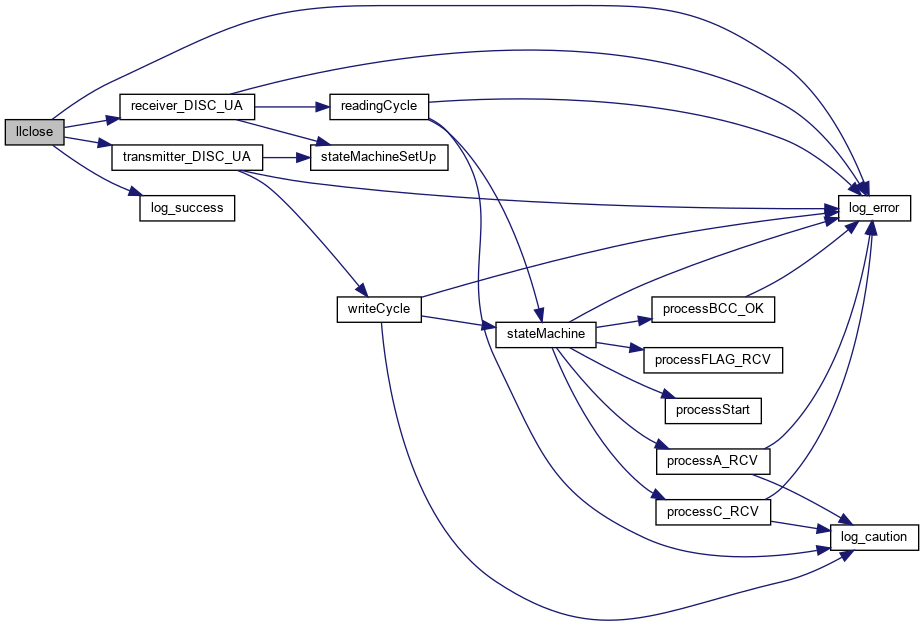 llclose
receiver_DISC_UA
readingCycle
transmitter_DISC_UA
stateMachineSetUp
log_success
log_error
writeCycle
stateMachine
processBCC_OK
processFLAG_RCV
processStart
processA_RCV
processC_RCV
log_caution